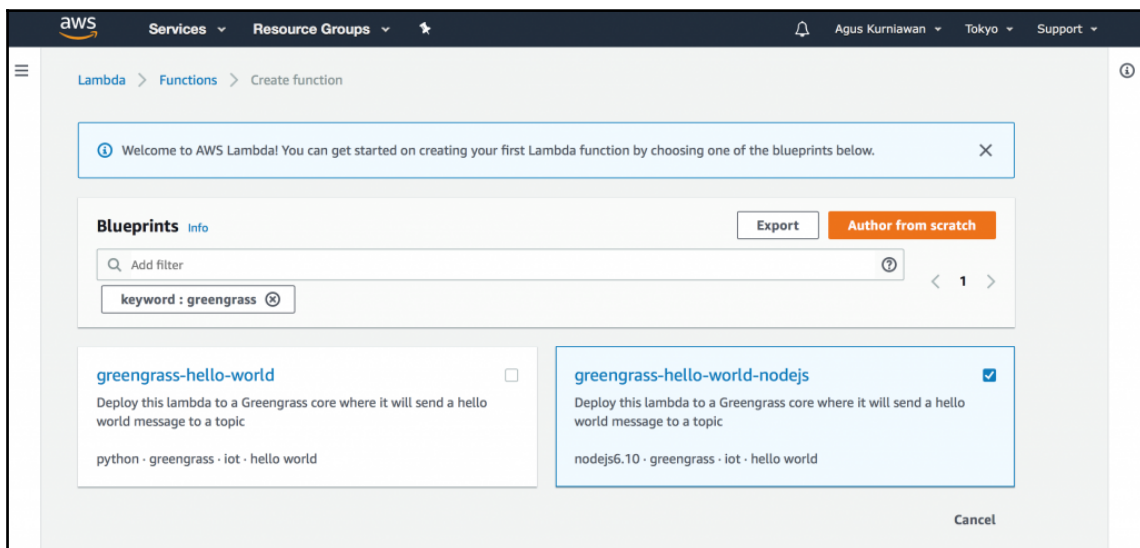 aws Services Resource Groups Agus Kurniawan Tokyo Support
Lambda > Functions > Create function
Welcome to AWS Lambda! You can get started on creating your first Lambda function by choosing one of the blueprints below.
Blueprints Info Export Author from scratch
Add filter
1
keyword : greengrass
greengrass-hello-world
Deploy this lambda to a Greengrass core where it will send a hello
world message to a topic
python · greengrass · iot · hello world
greengrass-hello-world-nodejs
Deploy this lambda to a Greengrass core where it will send a hello
world message to a topic
nodejs6.10 · greengrass · iot · hello world
Cancel